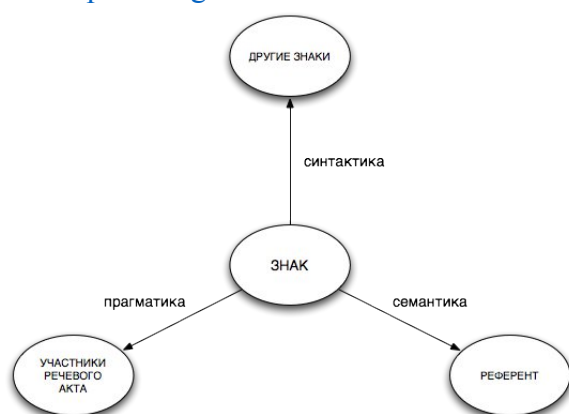 ДРУГИЕ ЗНАКИ
синтактика
ЗНАК
прагматика
семантика
УЧАСТНИКИ
РЕЧЕВОГО
АКТА
РЕФЕРЕНТ